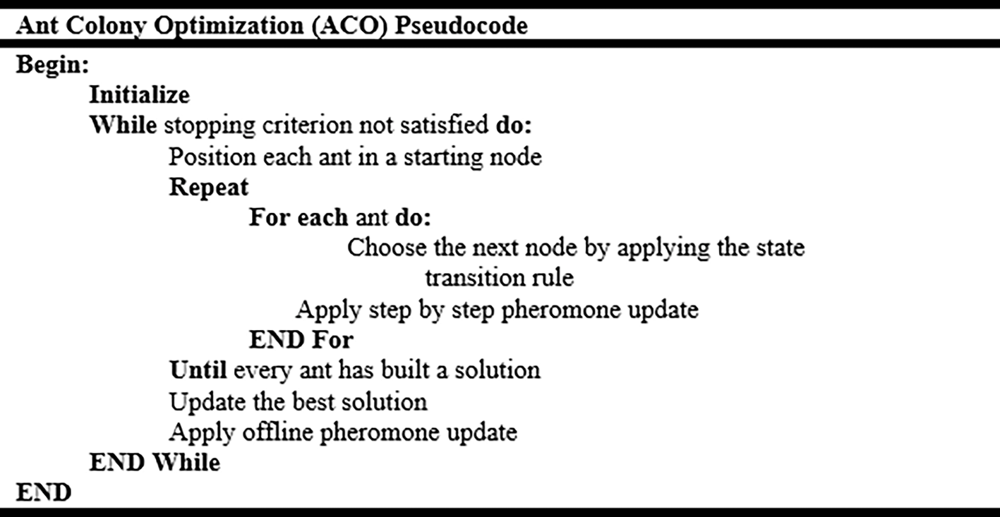 Ant Colony Optimization (ACO) Pseudocode
Begin:
Initialize
While stopping criterion not satisfied do:
Position each ant in a starting node
Repeat
For each ant do:
Choose the next node by applying the state
transition rule
Apply step by step pheromone update
END For
Until every ant has built a solution
Update the best solution
Apply offline pheromone update
END While
END